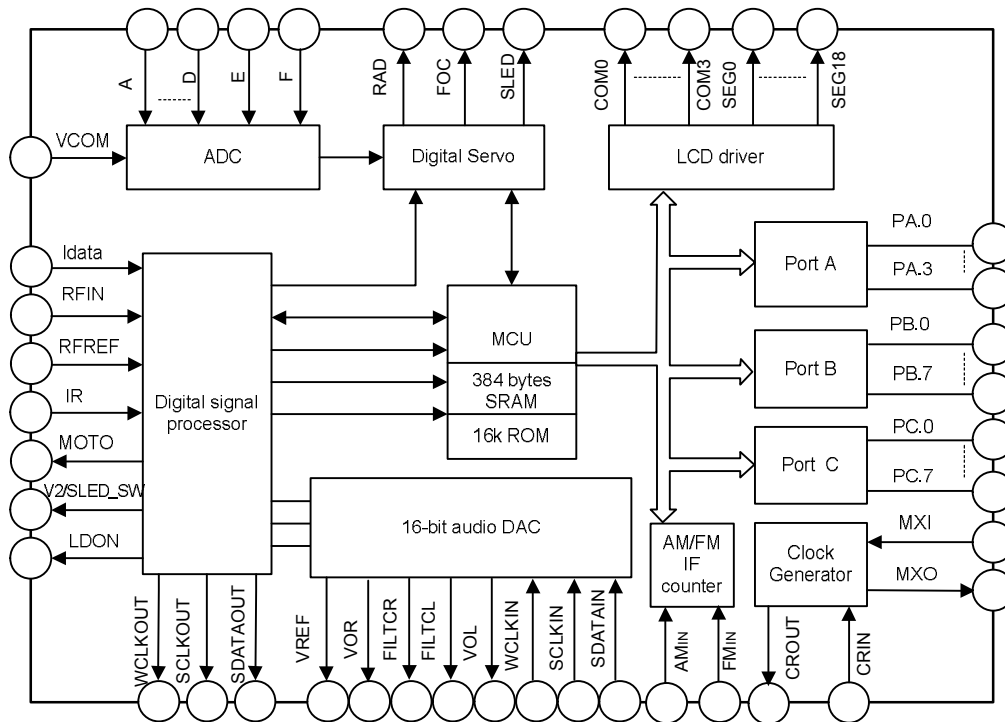 A
D
E
F
RAD
FOC
SLED
COM0
COM3
SEG0
SEG18
VCOM
ADC
Digital Servo
LCD driver
Idata
RFIN
RFREF
IR
MOTO
V2/SLED_SW
LDON
Digital signal
processor
MCU
384 bytes
SRAM
16k ROM
Port A
PA.0
PA.3
Port B
PB.0
PB.7
Port C
PC.0
PC.7
16-bit audio DAC
AM/FM
IF
counter
Clock
Generator
MXI
MXO
WCLKOUT
SCLKOUT
SDATAOUT
VREF
VOR
FILTCR
FILTCL
VOL
WCLKIN
SCLKIN
SDATAIN
AMIN
FMIN
CROUT
CRIN